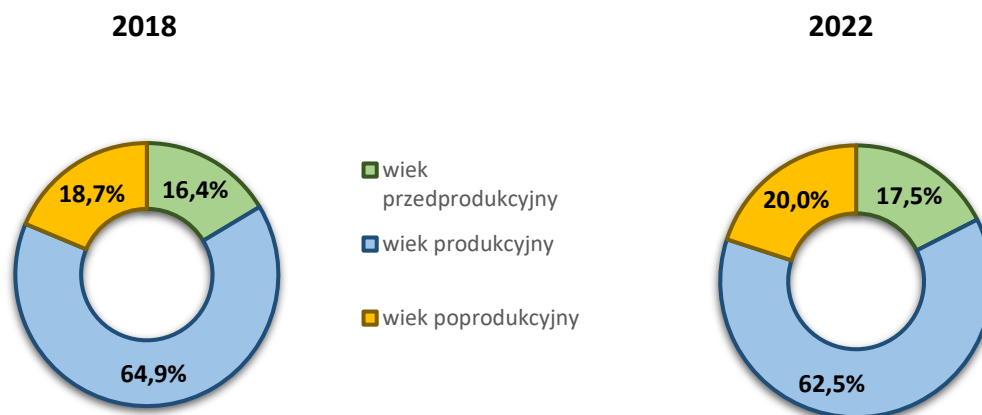 2018
2022
18,7%
16,4%
64,9%
wiek
przedprodukcyjny
wiek produkcyjny
wiek poprodukcyjny
20,0%
17,5%
62,5%